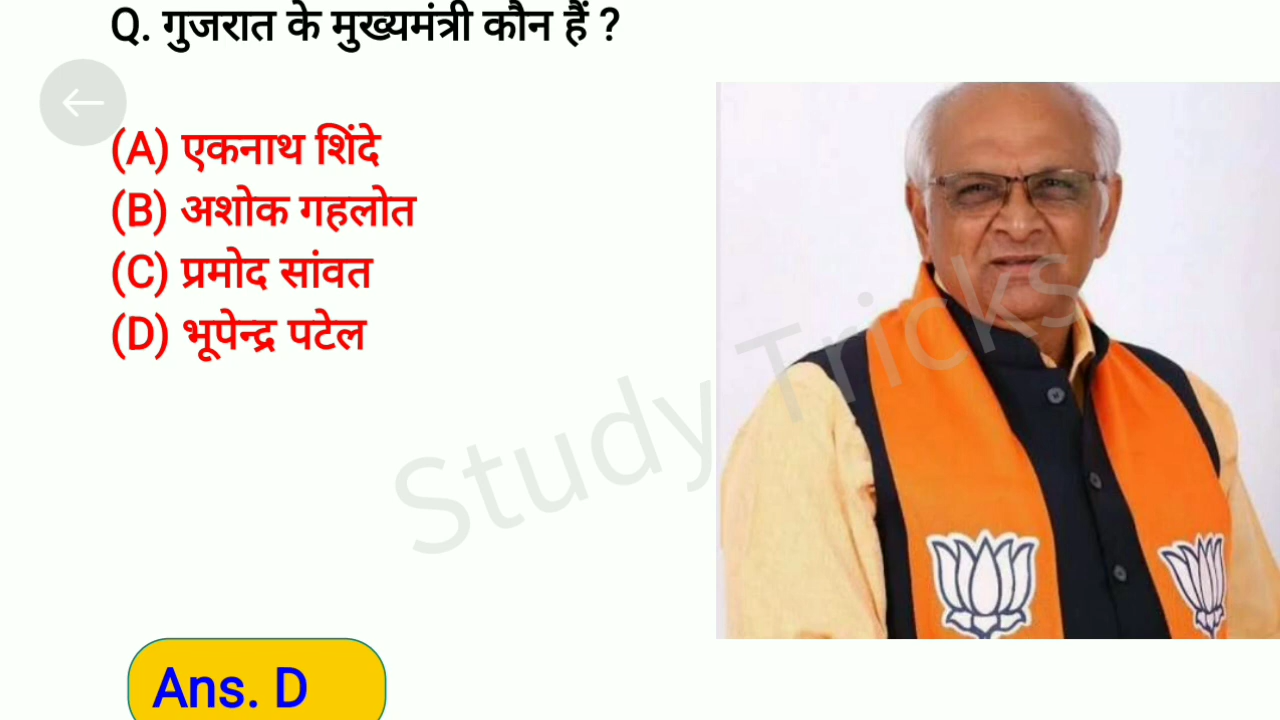 Q. गुजरात के मुख्यमंत्री कौन हैं ?
(A) एकनाथ शिंदे
(B) अशोक गहलोत
(C) प्रमोद सांवत
(D) भूपेन्द्र पटेल
Study Tricks
Ans. D